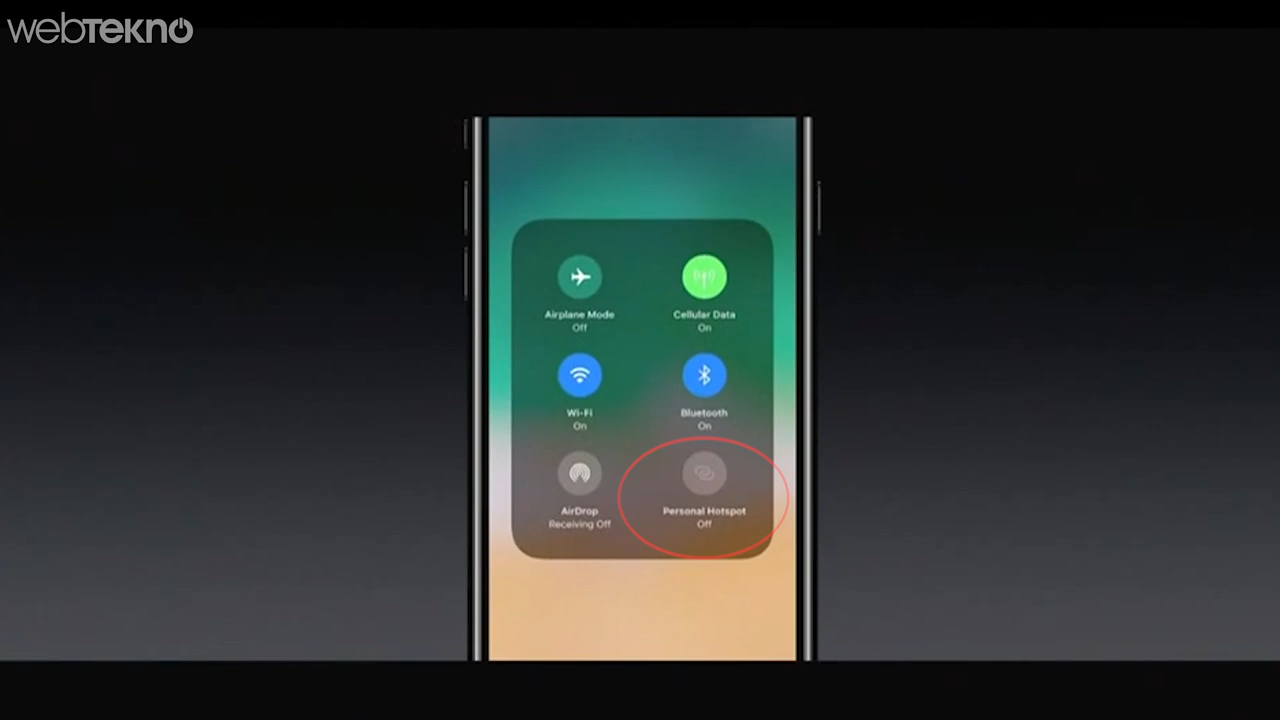 webTEKNO
Airplane Mode
Off
Cellular Data
On
Wi-Fi
On
Bluetooth
On
AirDrop
Receiving Off
Personal Hotspot
Off